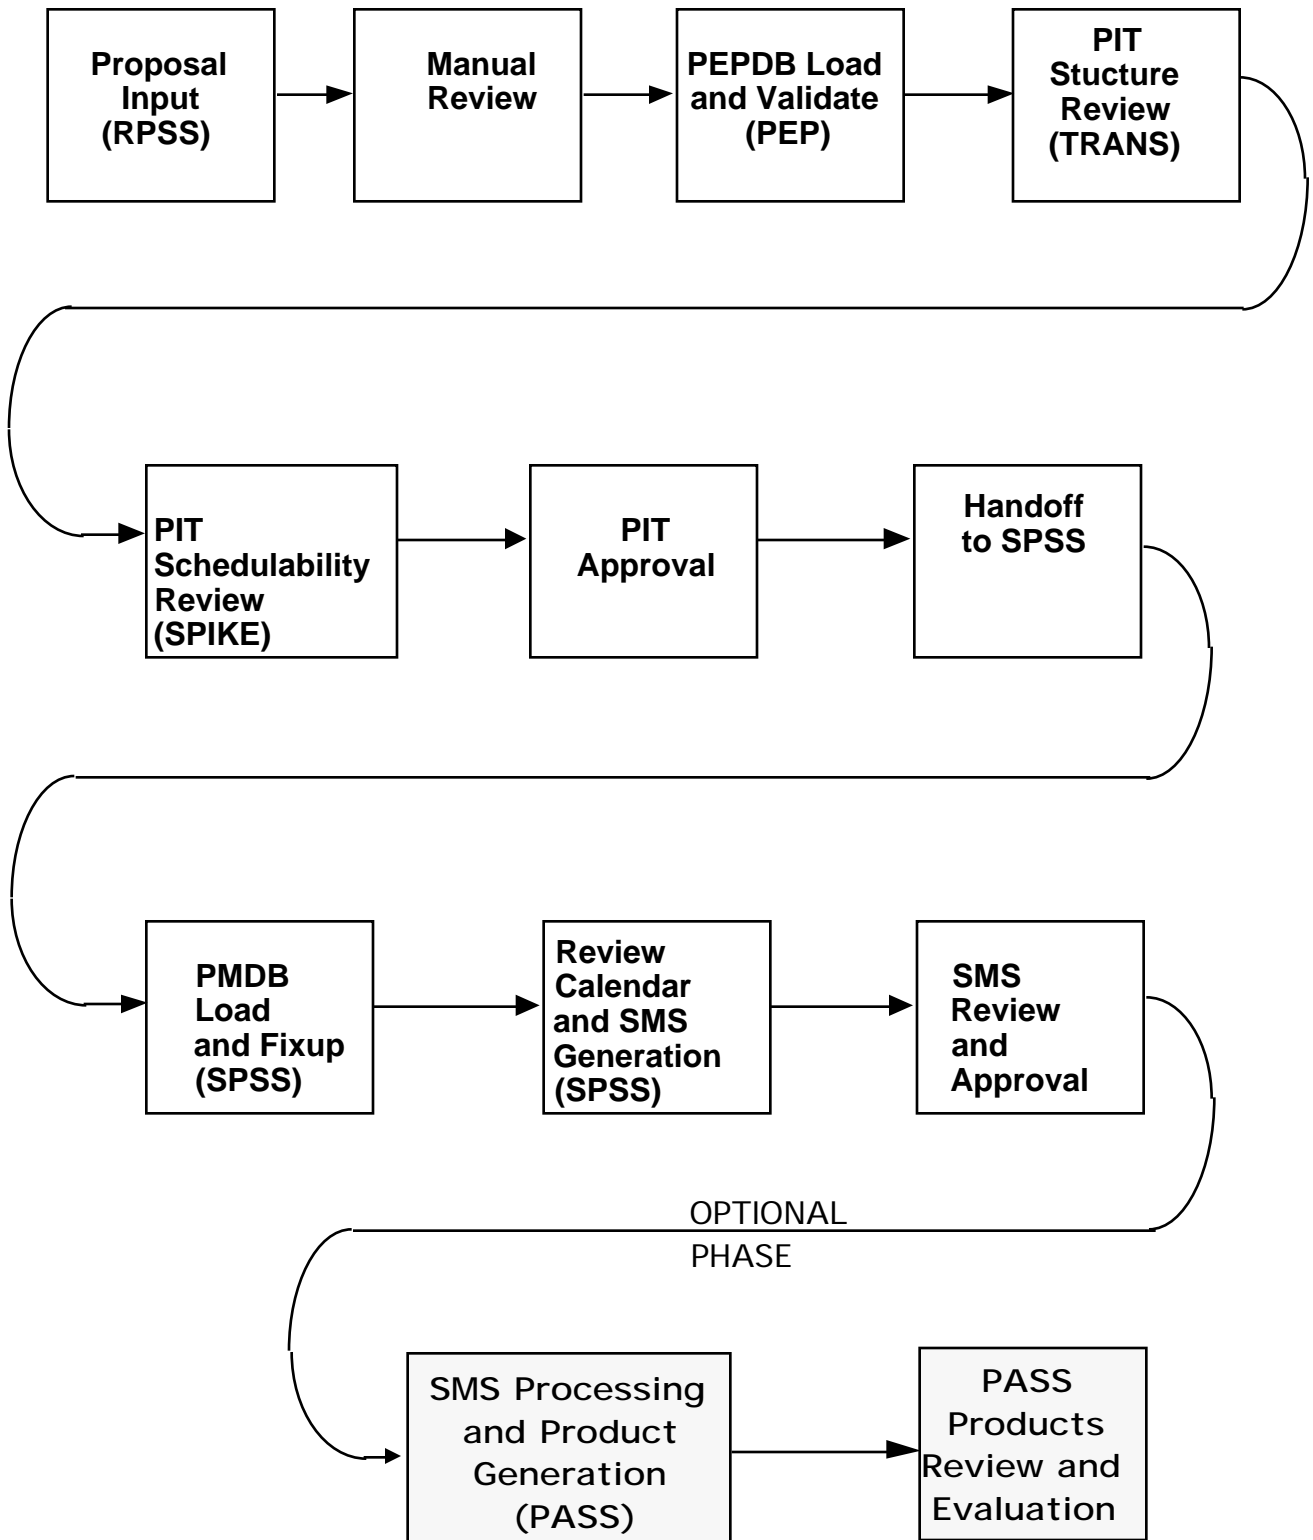 Proposal
Input
(RPSS)
Manual
Review
PEPDB Load
and Validate
(PEP)
PIT
Stucture
Review
(TRANS)
PIT
Schedulability
Review
(SPIKE)
PIT
Approval
Handoff
to SPSS
PMDB
Load
and Fixup
(SPSS)
Review
Calendar
and SMS
Generation
(SPSS)
SMS
Review
and
Approval
OPTIONAL
PHASE
SMS Processing
and Product
Generation
(PASS)
PASS
Products
Review and
Evaluation